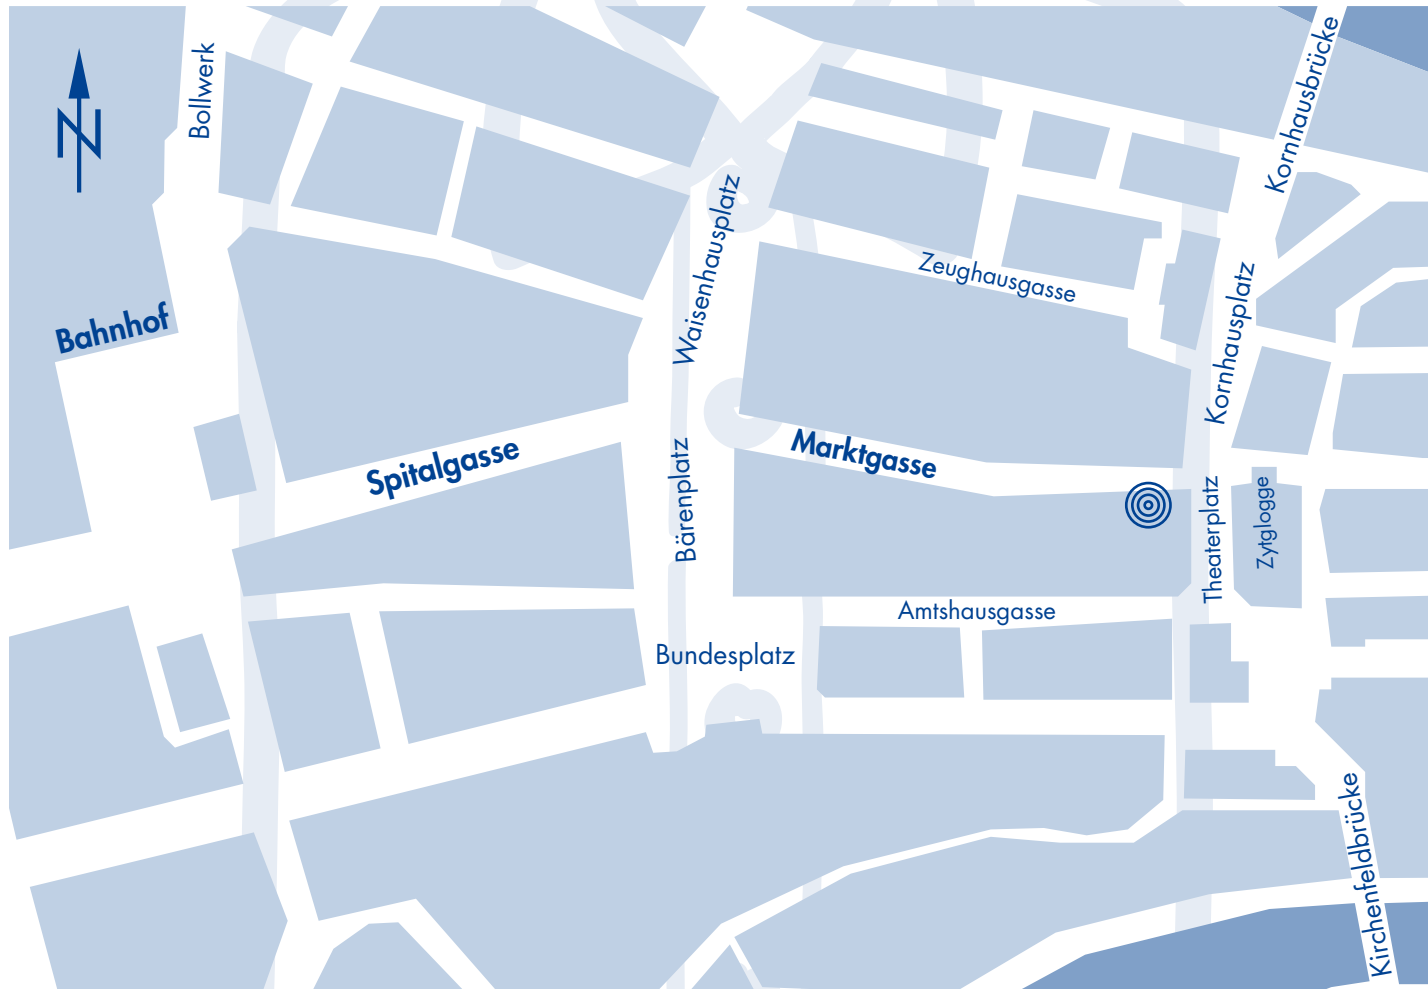 Bollwerk
Kornhausbrücke
N
Waisenhausplatz
Zeughausgasse
Bahnhof
Kornhausplatz
Spitalgasse
Marktgasse
Bärenplatz
Theaterplatz
Zytglogge
Amtshausgasse
Bundesplatz
Kirchenfeldbrücke